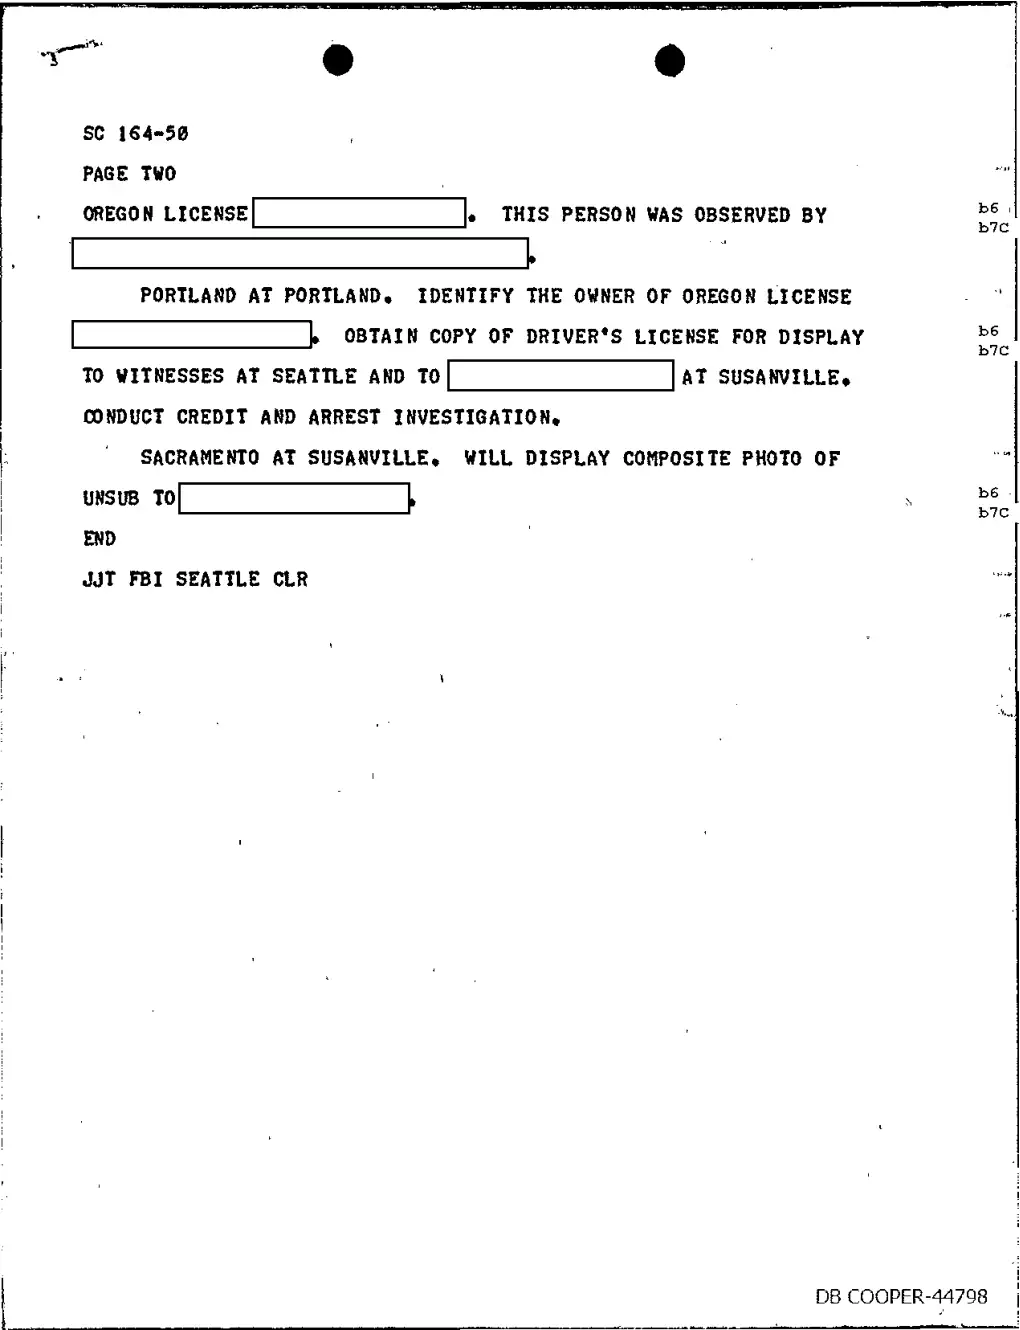 SC 164-50
PAGE TWO
OREGON LICENSE . THIS PERSON WAS OBSERVED BY
b6
b7C
.
PORTLAND AT PORTLAND. IDENTIFY THE OWNER OF OREGON LICENSE
. OBTAIN COPY OF DRIVER'S LICENSE FOR DISPLAY
b6
b7C
TO WITNESSES AT SEATTLE AND TO AT SUSANVILLE.
CONDUCT CREDIT AND ARREST INVESTIGATION.
SACRAMENTO AT SUSANVILLE. WILL DISPLAY COMPOSITE PHOTO OF
UNSUB TO .
b6
b7C
END
JJT FBI SEATTLE CLR
DB COOPER-44798